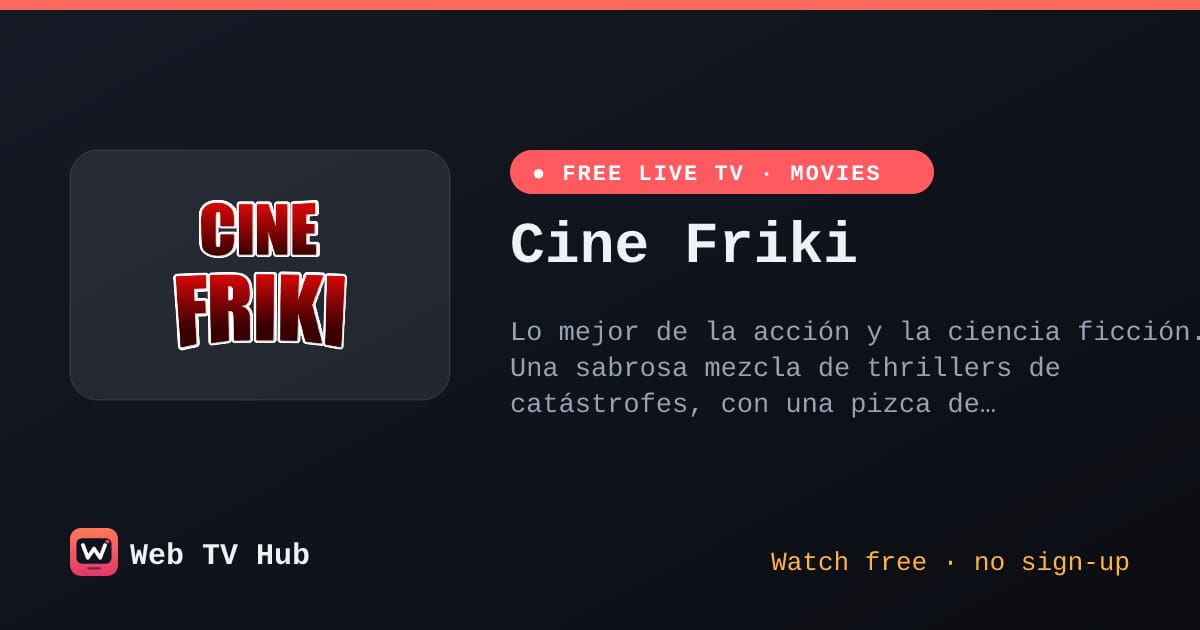 CINE
FRIKI
● FREE LIVE TV · MOVIES
Cine Friki
Lo mejor de la acción y la ciencia ficción.
Una sabrosa mezcla de thrillers de
catástrofes, con una pizca de…
W
Web TV Hub
Watch free · no sign-up